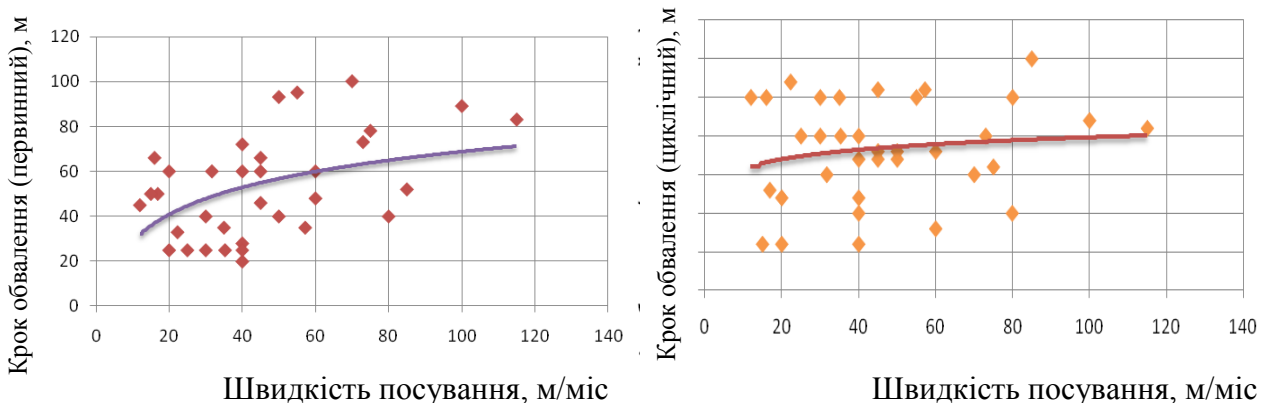 Крок обвалення (первинний), м
120
100
80
60
40
20
0
0 20 40 60 80 100 120 140
Швидкість посування, м/міс
Крок обвалення (циклічний), м
0 20 40 60 80 100 120 140
Швидкість посування, м/міс